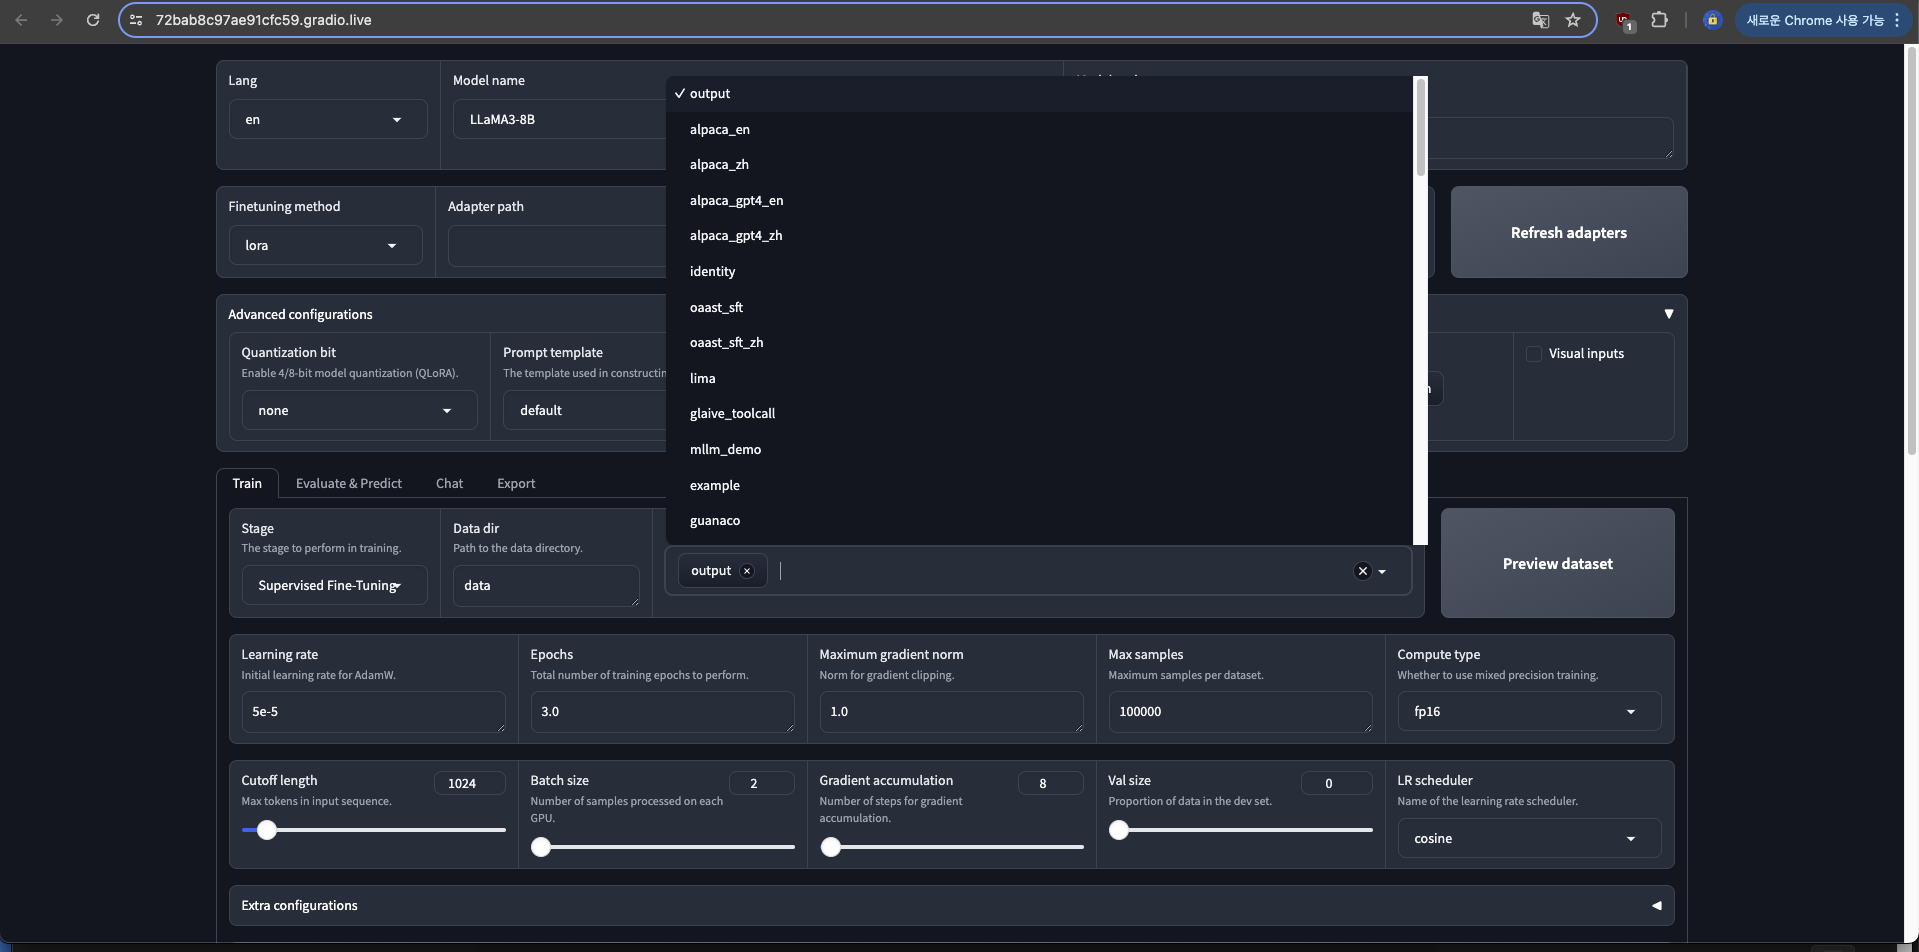 72bab8c97ae91cfc59.gradio.live
1
새로운 Chrome 사용 가능
Lang
en
Model name
LLaMA3-8B
Finetuning method
lora
Adapter path
Refresh adapters
Advanced configurations
Quantization bit
Enable 4/8-bit model quantization (QLoRA).
none
Prompt template
The template used in constructin
default
Visual inputs
output
alpaca_en
alpaca_zh
alpaca_gpt4_en
alpaca_gpt4_zh
identity
oaast_sft
oaast_sft_zh
lima
glaive_toolcall
mllm_demo
example
guanaco
Train
Evaluate & Predict
Chat
Export
Stage
The stage to perform in training.
Supervised Fine-Tuning
Data dir
Path to the data directory.
data
output
Preview dataset
Learning rate
Initial learning rate for AdamW.
5e-5
Epochs
Total number of training epochs to perform.
3.0
Maximum gradient norm
Norm for gradient clipping.
1.0
Max samples
Maximum samples per dataset.
100000
Compute type
Whether to use mixed precision training.
fp16
Cutoff length
1024
Max tokens in input sequence.
Batch size
2
Number of samples processed on each
GPU.
Gradient accumulation
8
Number of steps for gradient
accumulation.
Val size
0
Proportion of data in the dev set.
LR scheduler
Name of the learning rate scheduler.
cosine
Extra configurations